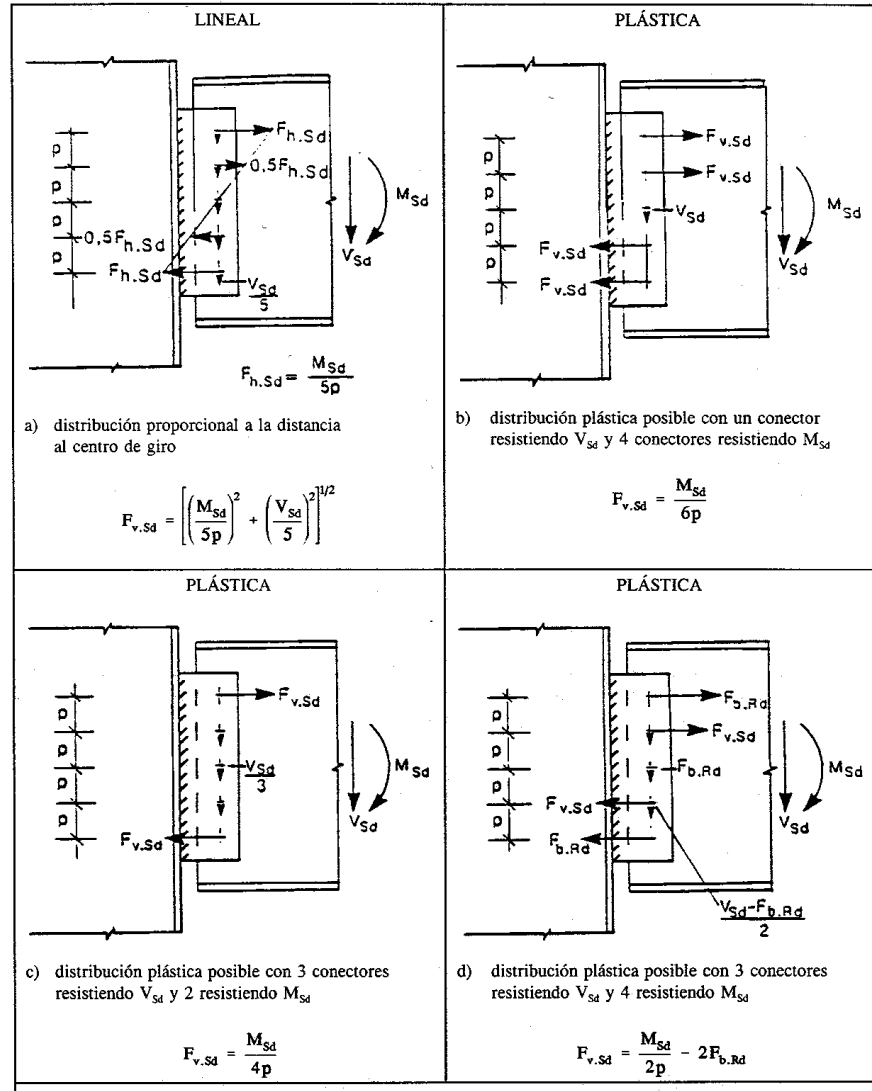 LINEAL
p
p
p
p
F_h.Sd
0,5F_h.Sd
0,5F_h.Sd
F_h.Sd
V_Sd/5
V_Sd
M_Sd
F_h.Sd = M_Sd/5p
a) distribución proporcional a la distancia
al centro de giro
F_v.Sd = [(M_Sd/5p)^2 + (V_Sd/5)^2]^1/2
PLÁSTICA
p
p
p
p
F_v.Sd
F_v.Sd
V_Sd
F_v.Sd
F_v.Sd
M_Sd
V_Sd
b) distribución plástica posible con un conector
resistiendo V_Sd y 4 conectores resistiendo M_Sd
F_v.Sd = M_Sd/6p
PLÁSTICA
p
p
p
p
F_v.Sd
V_Sd/3
F_v.Sd
M_Sd
V_Sd
c) distribución plástica posible con 3 conectores
resistiendo V_Sd y 2 resistiendo M_Sd
F_v.Sd = M_Sd/4p
PLÁSTICA
p
p
p
p
F_b.Rd
F_v.Sd
F_b.Rd
F_v.Sd
F_b.Rd
M_Sd
V_Sd
V_Sd-F_b.Rd/2
d) distribución plástica posible con 3 conectores
resistiendo V_Sd y 4 resistiendo M_Sd
F_v.Sd = M_Sd/2p - 2F_b.Rd